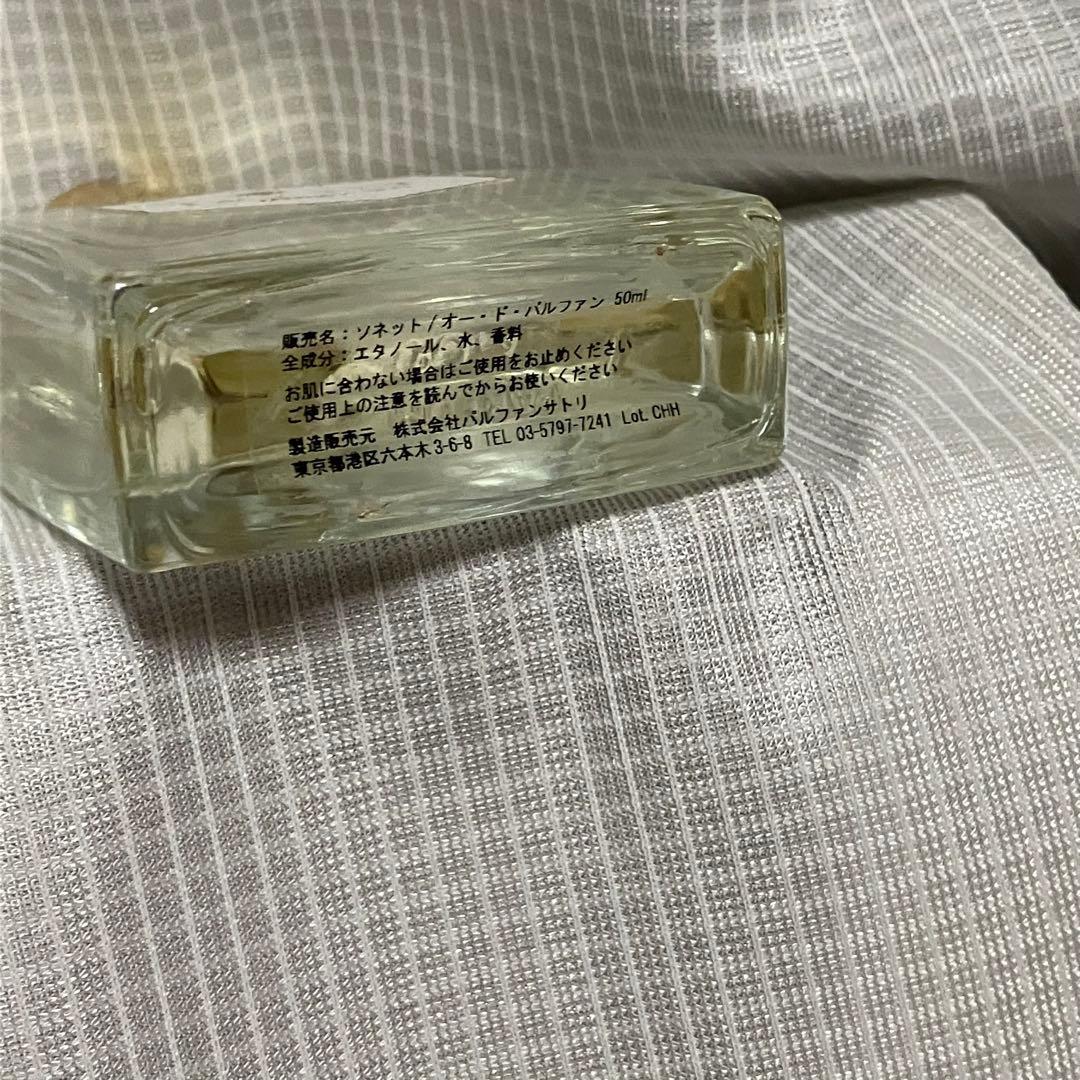 販売名：ソネット/オー・ド・パルファン 50ml
全成分：エタノール、水、香料
お肌に合わない場合はご使用をお止めください
ご使用上の注意を読んでからお使いください
製造販売元 株式会社パルファンサトリ
東京都港区六本木3-6-8 TEL 03-5797-7241 Lot. CHH